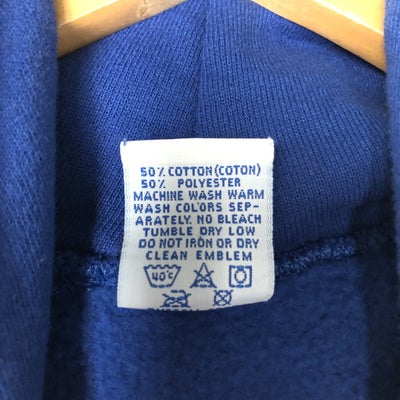 50% COTTON(COTON)
50% POLYESTER
MACHINE WASH WARM
WASH COLORS SEP-
ARATELY. NO BLEACH
TUMBLE DRY LOW
DO NOT IRON OR DRY
CLEAN EMBLEM
40°C